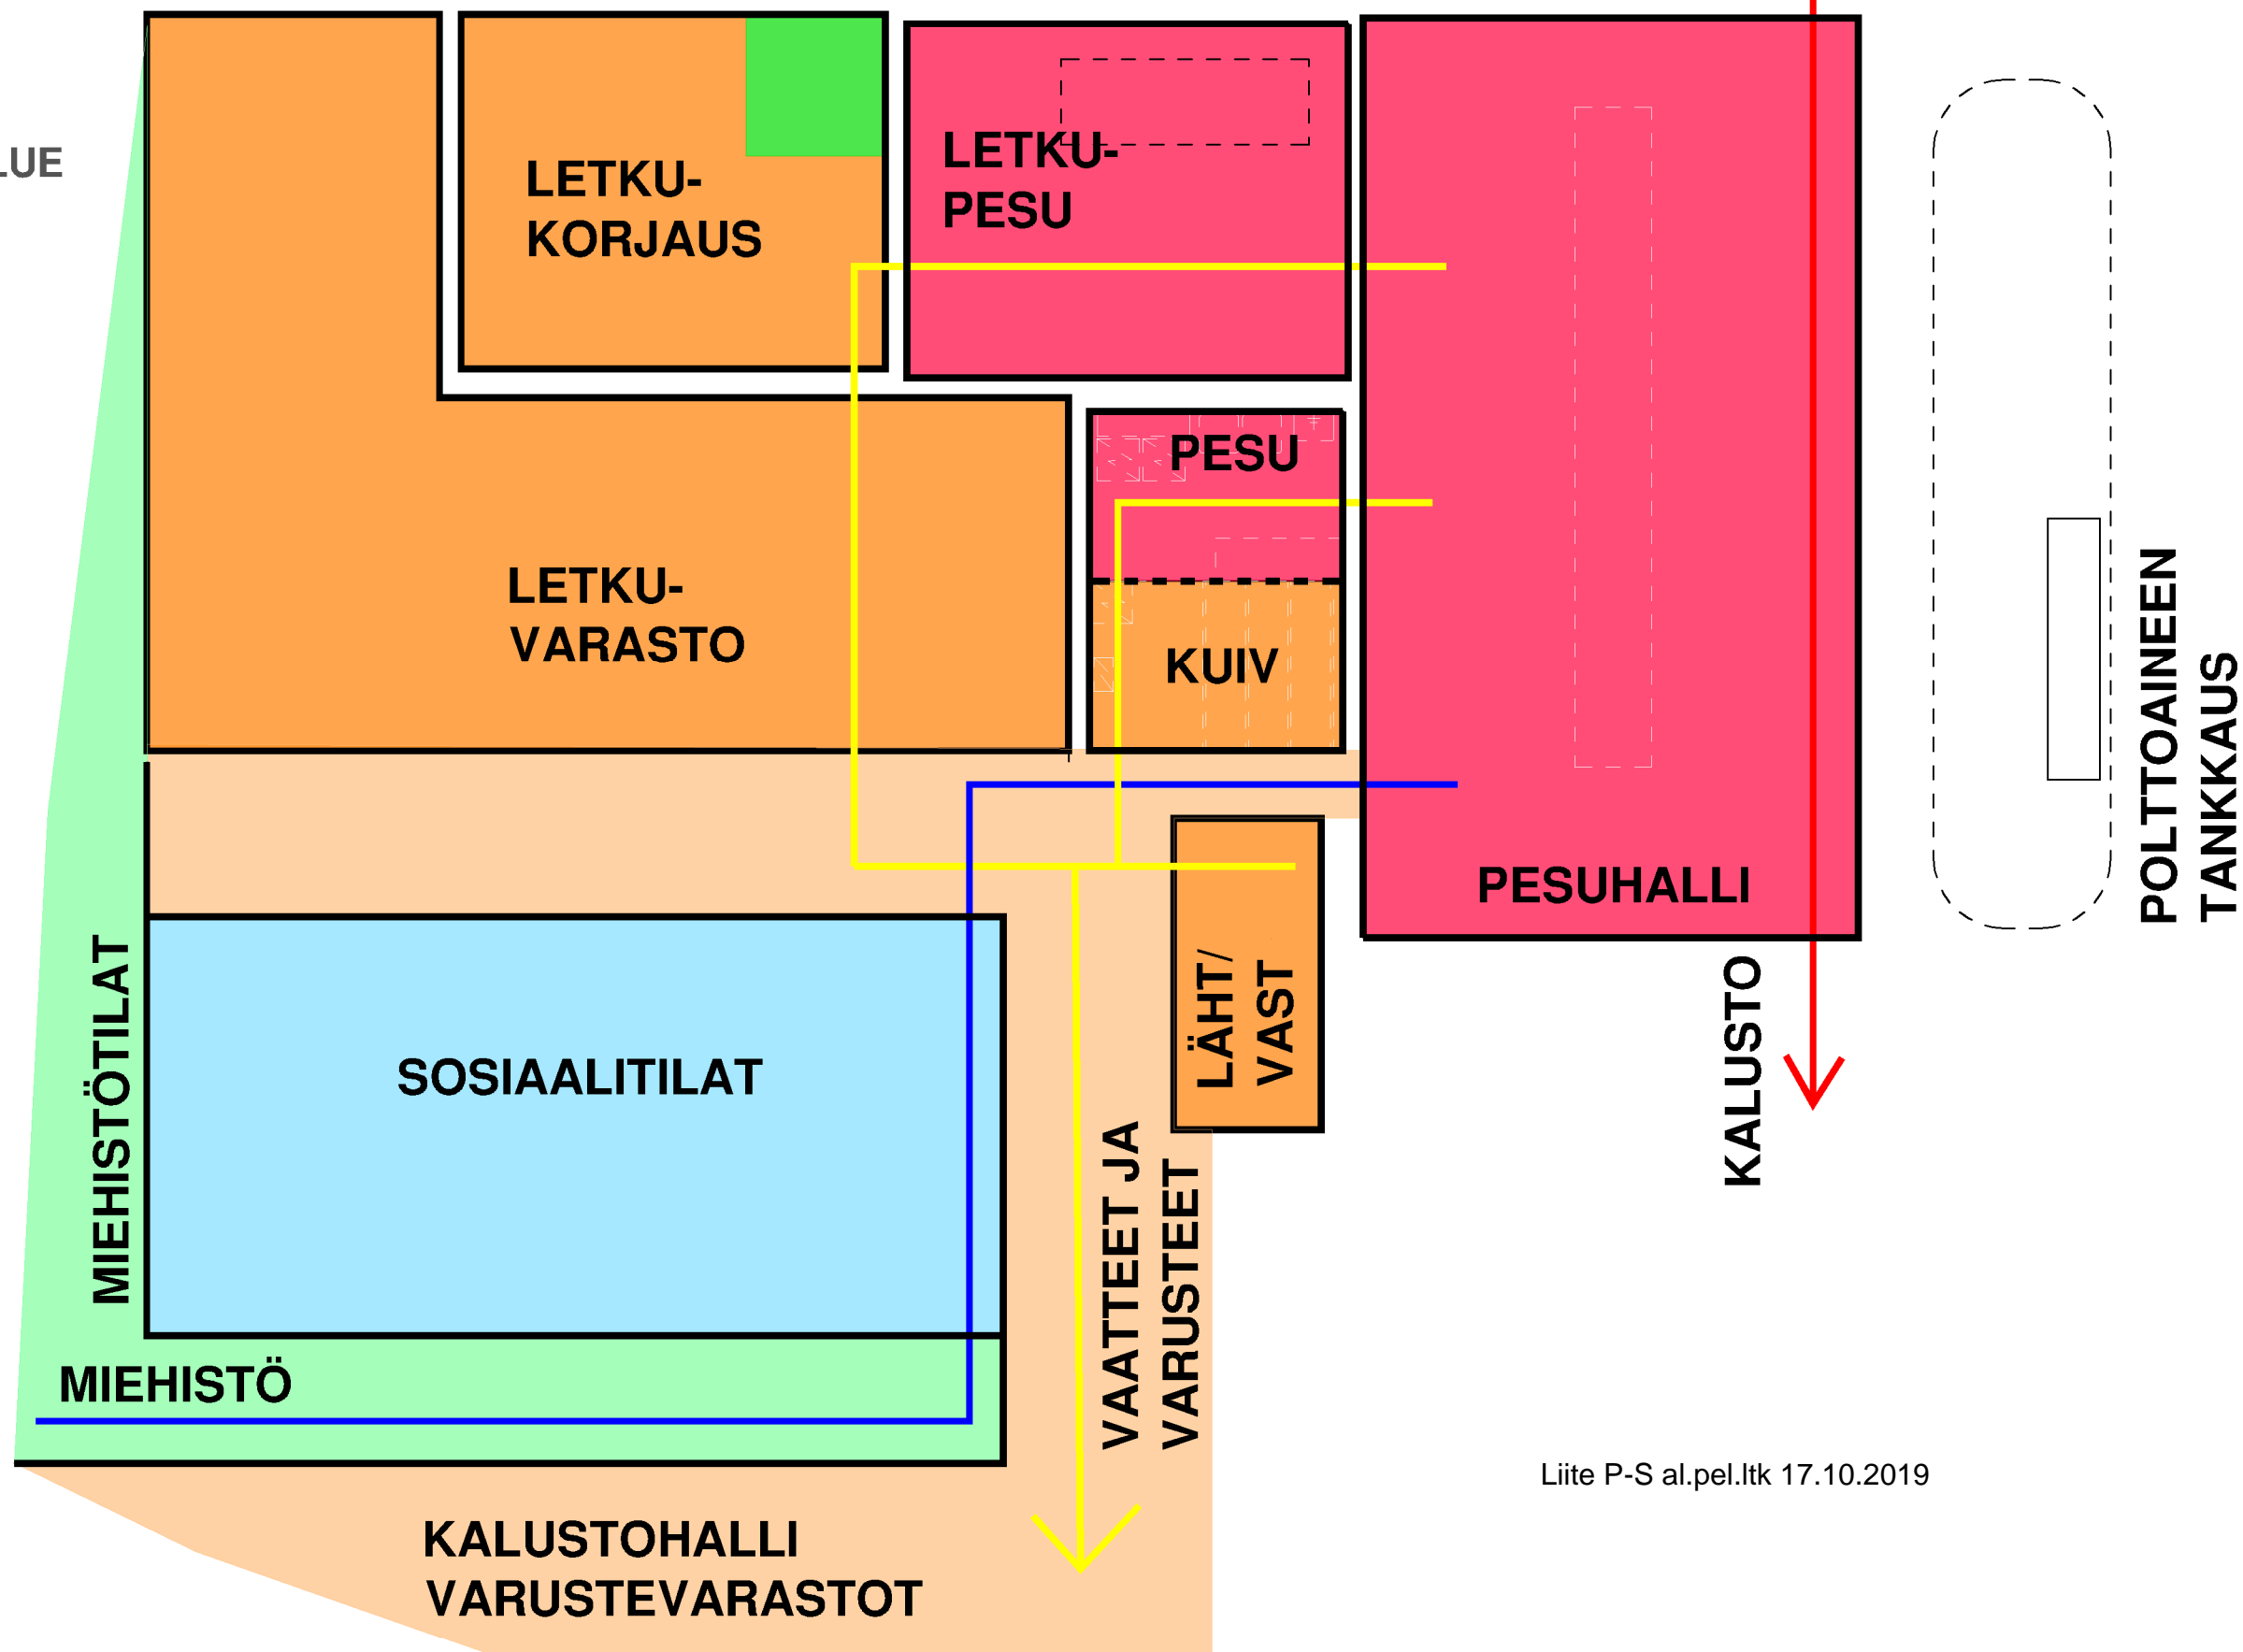 LUE
LETKU-
KORJAUS
LETKU-
PESU
PESU
LETKU-
VARASTO
KUIV
POLTTOAINEEN
TANKKAUS
PESUHALLI
LÄHT/
VAST
KALUSTO
MIEHISTÖTILAT
SOSIAALITILAT
VAATTEET JA
VARUSTEET
MIEHISTÖ
Liite P-S al.pel.ltk 17.10.2019
KALUSTOHALLI
VARUSTEVARASTOT